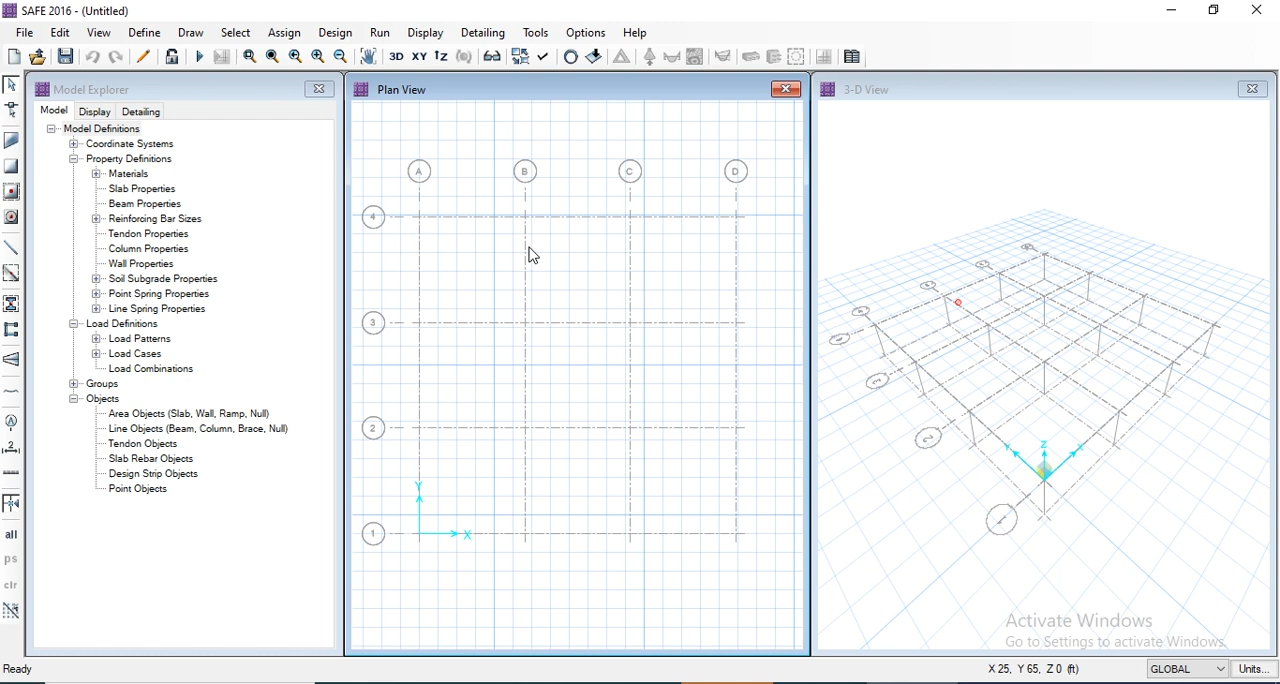 SAFE 2016 - (Untitled)
File Edit View Define Draw Select Assign Design Run Display Detailing Tools Options Help
3D XY
Model Explorer
Model Display Detailing
Model Definitions
Coordinate Systems
Property Definitions
Materials
Slab Properties
Beam Properties
Reinforcing Bar Sizes
Tendon Properties
Column Properties
Wall Properties
Soil Subgrade Properties
Point Spring Properties
Line Spring Properties
Load Definitions
Load Patterns
Load Cases
Load Combinations
Groups
Objects
Area Objects (Slab, Wall, Ramp, Null)
Line Objects (Beam, Column, Brace, Null)
Tendon Objects
Slab Rebar Objects
Design Strip Objects
Point Objects
all
ps
clr
Plan View
A B C D
4
3
2
1
Y
X
3-D View
Z
2
1
Activate Windows
Go to Settings to activate Windows.
Ready
X 25, Y 65, Z 0 (ft)
GLOBAL
Units...